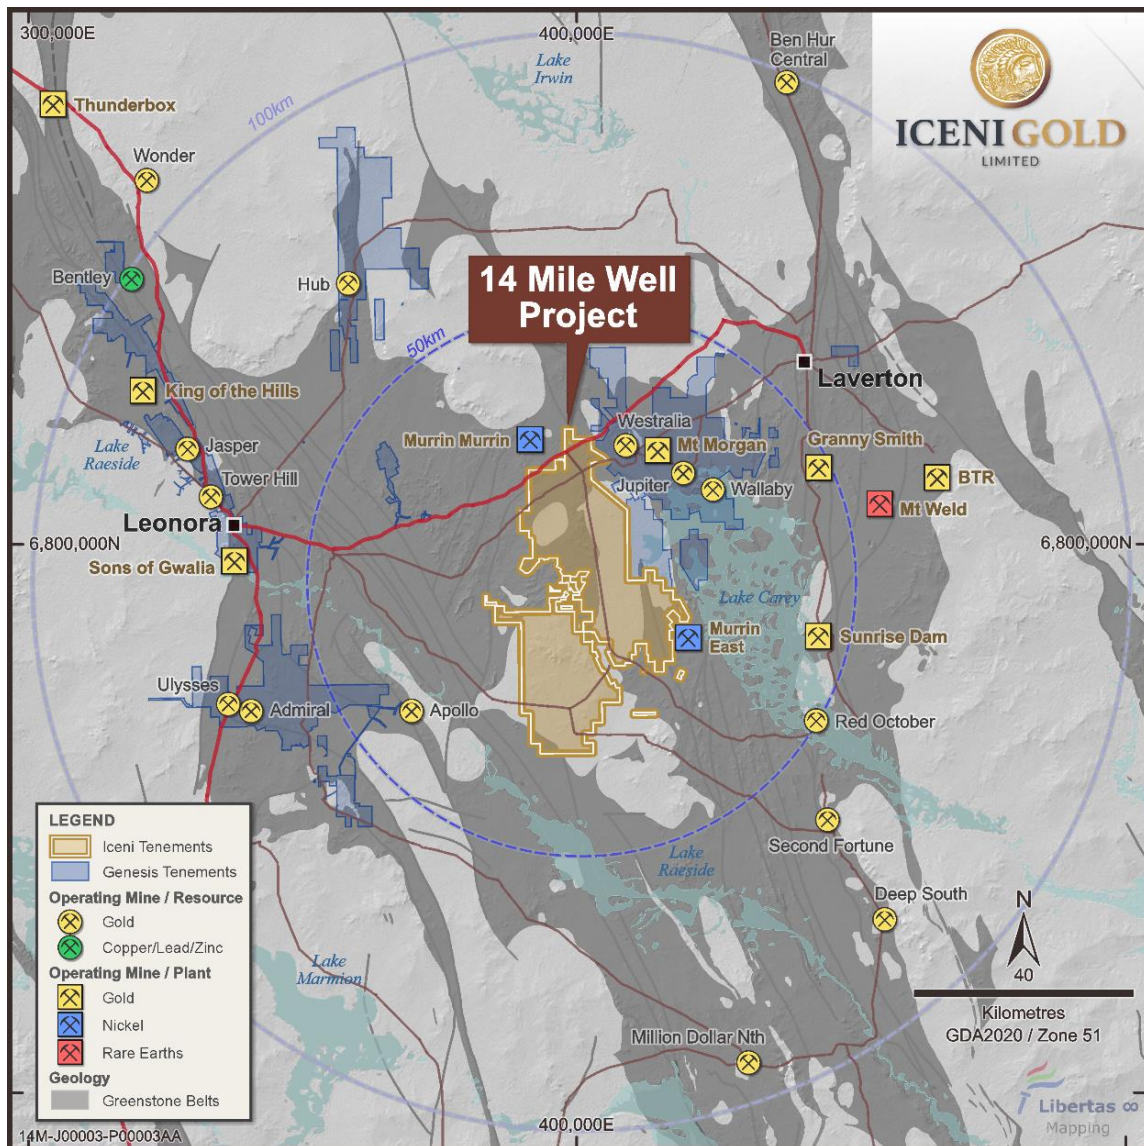 300,000E
400,000E
Ben Hur
Central
Lake
Irwin
ICENI GOLD
LIMITED
Thunderbox
100km
Wonder
Bentley
Hub
14 Mile Well
Project
50km
Laverton
King of the Hills
Westralia
Murrin Murrin
Mt Morgan
Granny Smith
Lake
Raeside
Jasper
Tower Hill
Jupiter
Wallaby
BTR
Mt Weld
Leonora
6,800,000N
6,800,000N
Sons of Gwalia
Lake Carey
Murrin
East
Sunrise Dam
Ulysses
Admiral
Apollo
Red October
Second Fortune
Lake
Raeside
Deep South
LEGEND
Iceni Tenements
Genesis Tenements
Operating Mine / Resource
Gold
Copper/Lead/Zinc
Operating Mine / Plant
Gold
Nickel
Rare Earths
Geology
Greenstone Belts
Lake
Marmion
N
40
Kilometres
GDA2020 / Zone 51
Million Dollar Nth
Libertas ∞
Mapping
14M-J00003-P00003AA
400,000E